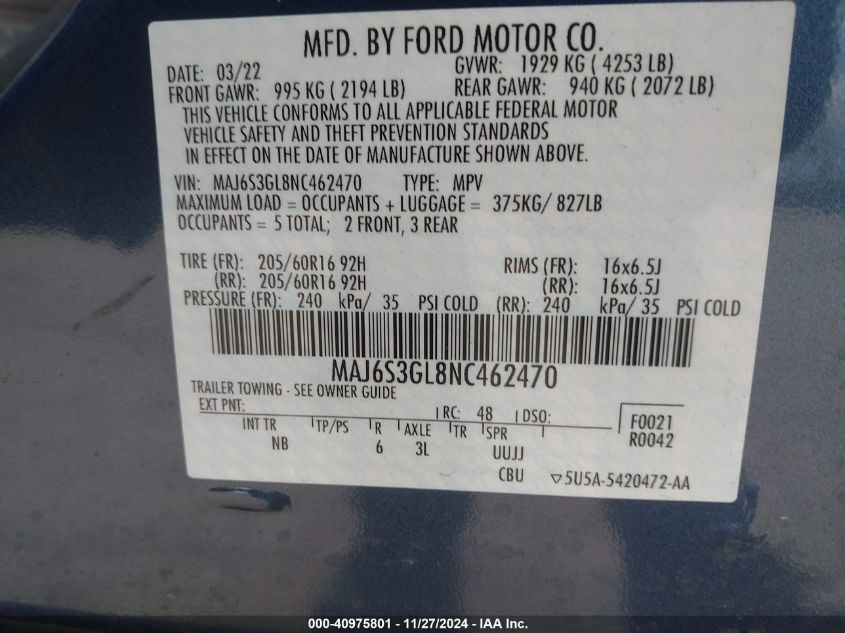 MFD. BY FORD MOTOR CO.
DATE: 03/22 GVWR: 1929 KG ( 4253 LB)
FRONT GAWR: 995 KG ( 2194 LB) REAR GAWR: 940 KG ( 2072 LB)
THIS VEHICLE CONFORMS TO ALL APPLICABLE FEDERAL MOTOR
VEHICLE SAFETY AND THEFT PREVENTION STANDARDS
IN EFFECT ON THE DATE OF MANUFACTURE SHOWN ABOVE.
VIN: MAJ6S3GL8NC462470 TYPE: MPV
MAXIMUM LOAD = OCCUPANTS + LUGGAGE = 375KG/ 827LB
OCCUPANTS = 5 TOTAL; 2 FRONT, 3 REAR
TIRE (FR): 205/60R16 92H RIMS (FR): 16x6.5J
(RR): 205/60R16 92H (RR): 16x6.5J
PRESSURE (FR): 240 kPa/ 35 PSI COLD (RR): 240 kPa/ 35 PSI COLD
MAJ6S3GL8NC462470
TRAILER TOWING - SEE OWNER GUIDE
EXT PNT: RC: 48 DSO: F0021
INT TR TP/PS R AXLE TR SPR R0042
NB 6 3L UUJJ
CBU 5U5A-5420472-AA
000-40975801 - 11/27/2024 - IAA Inc.